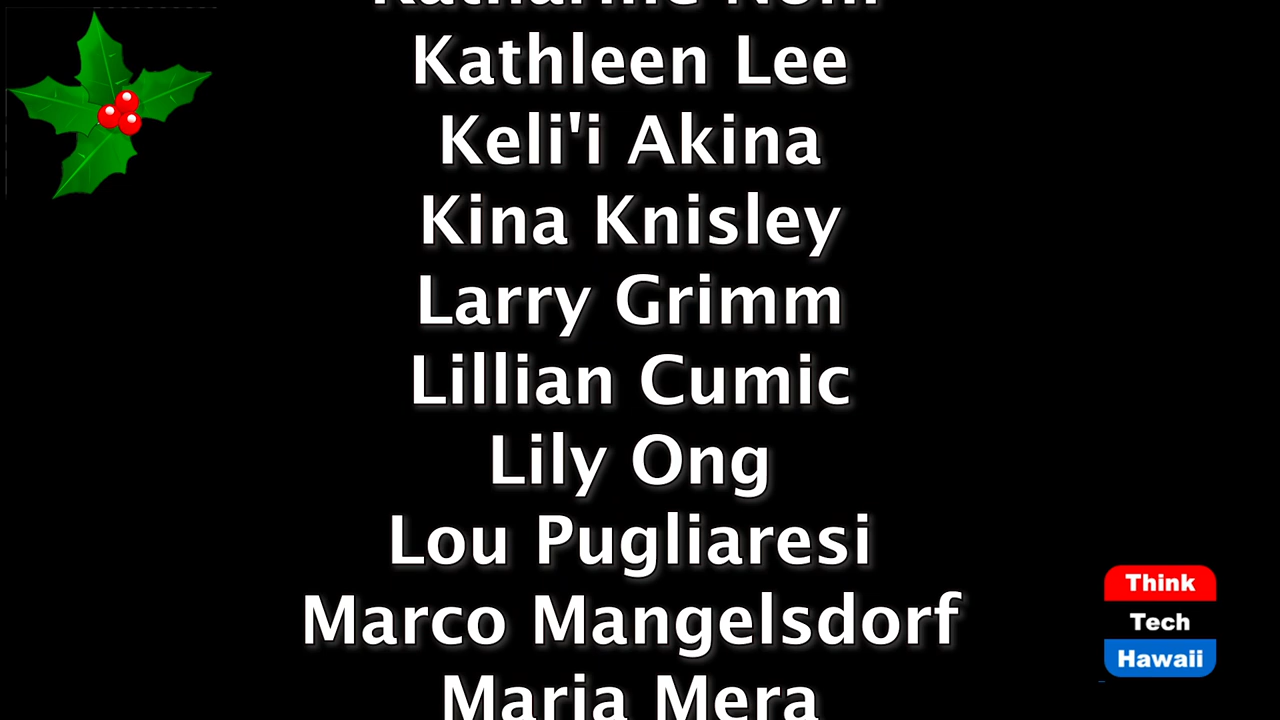 Kathleen Lee
Keli'i Akina
Kina Knisley
Larry Grimm
Lillian Cumic
Lily Ong
Lou Pugliaresi
Marco Mangelsdorf
Maria Mera
Think
Tech
Hawaii